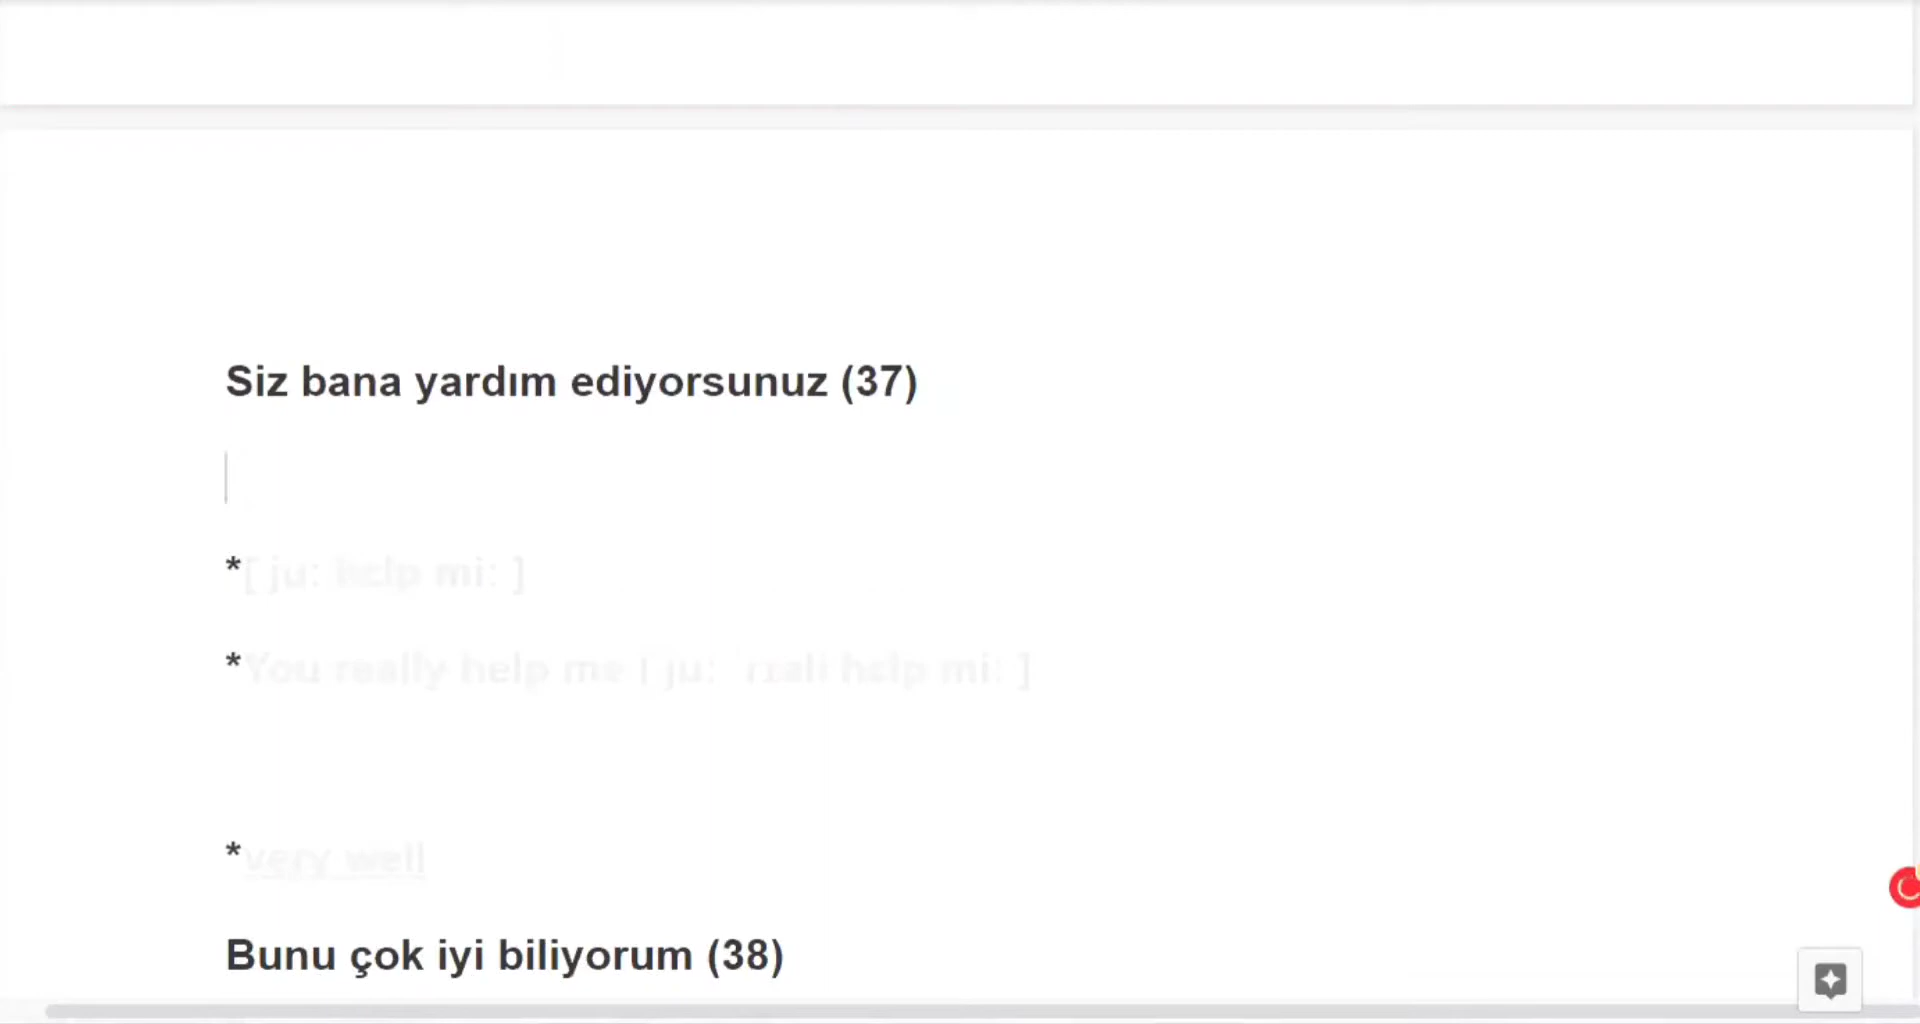 Siz bana yardım ediyorsunuz (37)
*[ ju: help mi: ]
*You really help me [ ju: ˈrɪəli help mi: ]
*very well
Bunu çok iyi biliyorum (38)